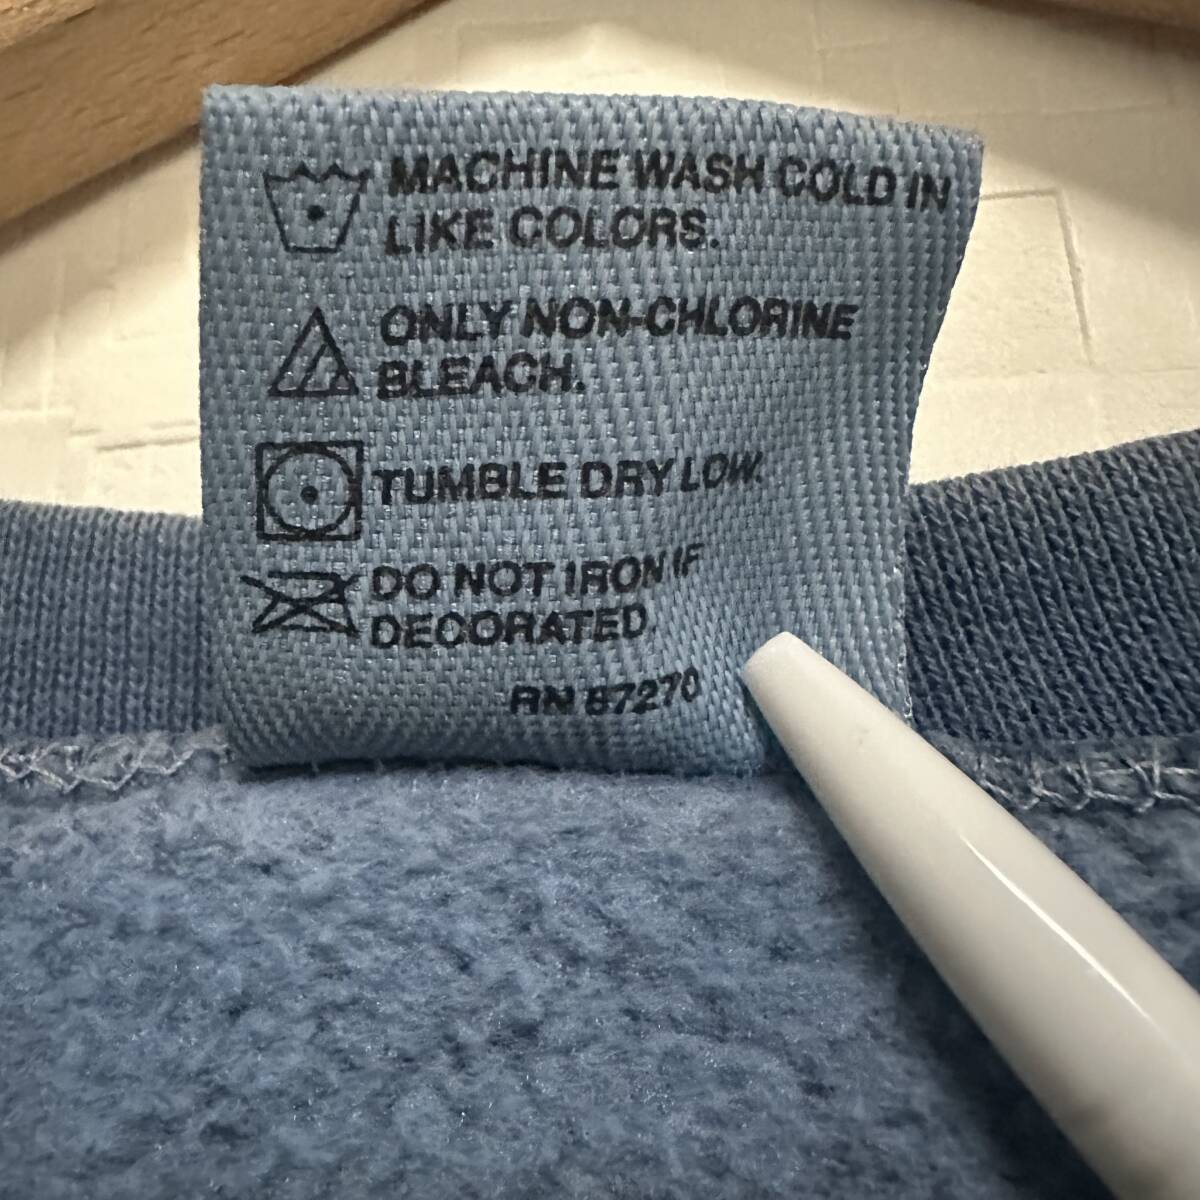 MACHINE WASH COLD IN
LIKE COLORS.
ONLY NON-CHLORINE
BLEACH.
TUMBLE DRY LOW.
DO NOT IRON IF
DECORATED
RN 87270